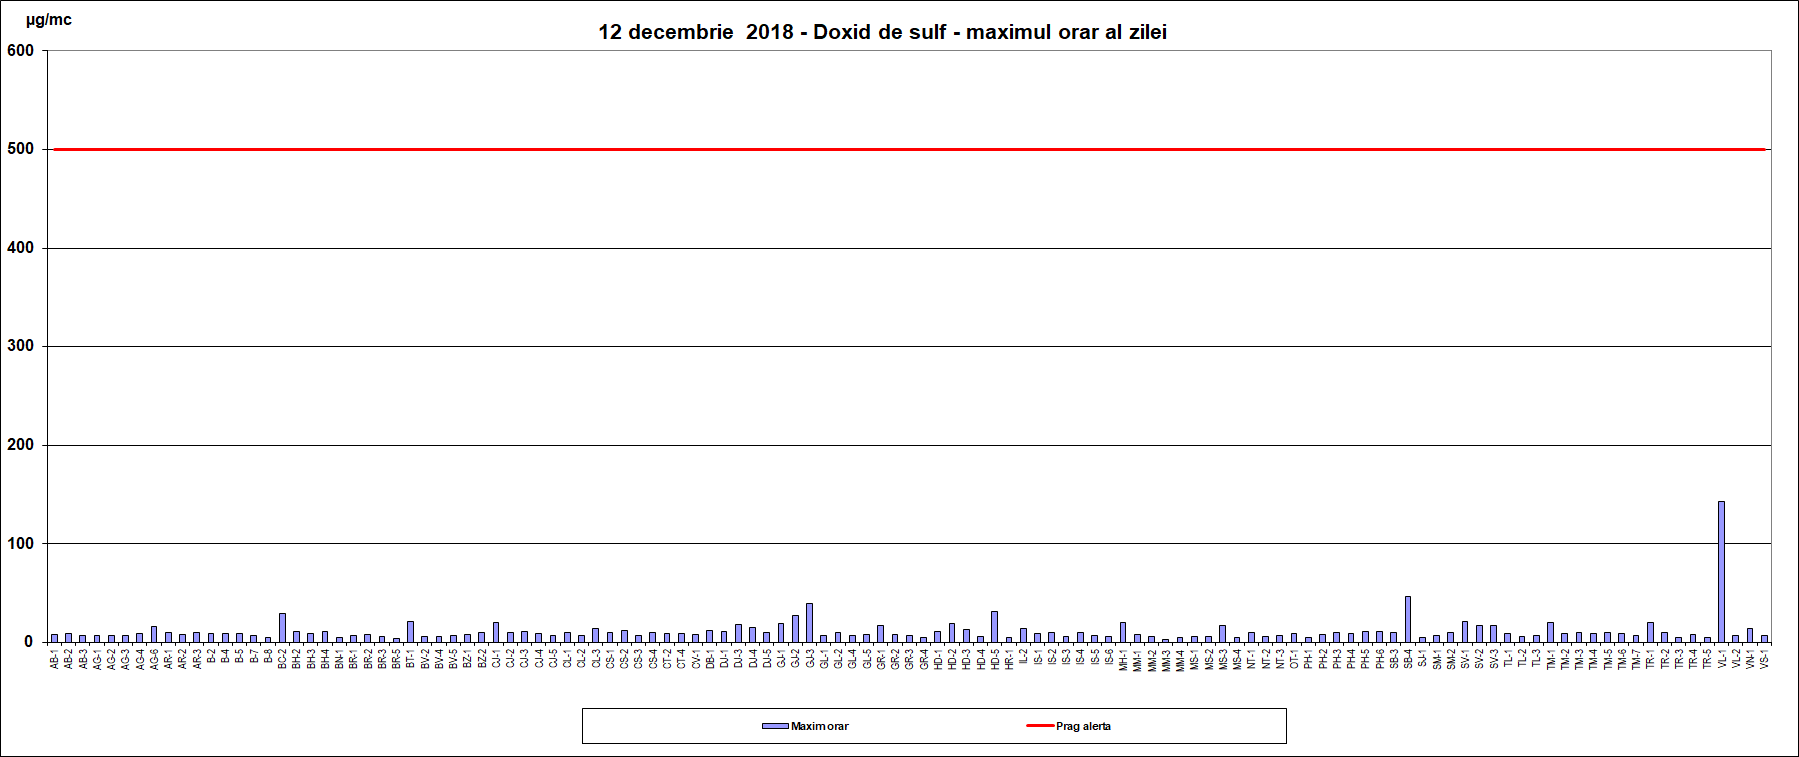 µg/mc
12 decembrie  2018 - Doxid de sulf - maximul orar al zilei
600
500
400
300
200
100
0
AB-1 AB-2 AB-3 AG-1 AG-2 AG-3 AG-4 AG-6 AR-1 AR-2 AR-3 B-2 B-4 B-5 B-7 B-8 BC-2 BH-2 BH-3 BH-4 BN-1 BR-1 BR-2 BR-3 BR-5 BT-1 BV-2 BV-4 BV-5 BZ-1 BZ-2 CJ-1 CJ-2 CJ-3 CJ-4 CJ-5 CL-1 CL-2 CL-3 CS-1 CS-2 CS-3 CS-4 CT-2 CT-4 CV-1 DB-1 DJ-1 DJ-3 DJ-4 DJ-5 GJ-1 GJ-2 GJ-3 GL-1 GL-2 GL-4 GL-5 GR-1 GR-2 GR-3 GR-4 HD-1 HD-2 HD-3 HD-4 HD-5 HR-1 IL-2 IS-1 IS-2 IS-3 IS-4 IS-5 IS-6 MH-1 MM-1 MM-2 MM-3 MM-4 MS-1 MS-2 MS-3 MS-4 NT-1 NT-2 NT-3 OT-1 PH-1 PH-2 PH-3 PH-4 PH-5 PH-6 SB-3 SB-4 SJ-1 SM-1 SM-2 SV-1 SV-2 SV-3 TL-1 TL-2 TL-3 TM-1 TM-2 TM-3 TM-4 TM-5 TM-6 TM-7 TR-1 TR-2 TR-3 TR-4 TR-5 VL-1 VL-2 VN-1 VS-1
Maxim orar
Prag alerta